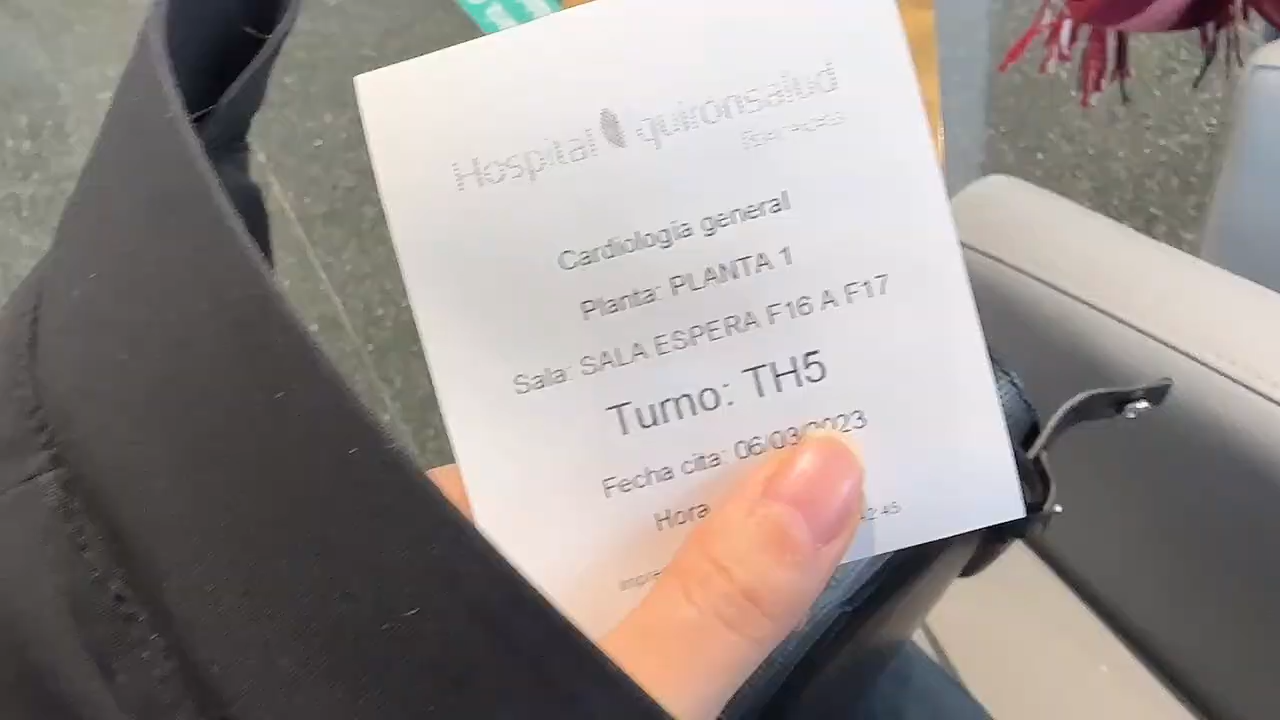 Hospital quironsalud
Cardiología general
Planta: PLANTA 1
Sala: SALA ESPERA F16 A F17
Turno: TH5
Fecha cita: 06/03/2023
Hora